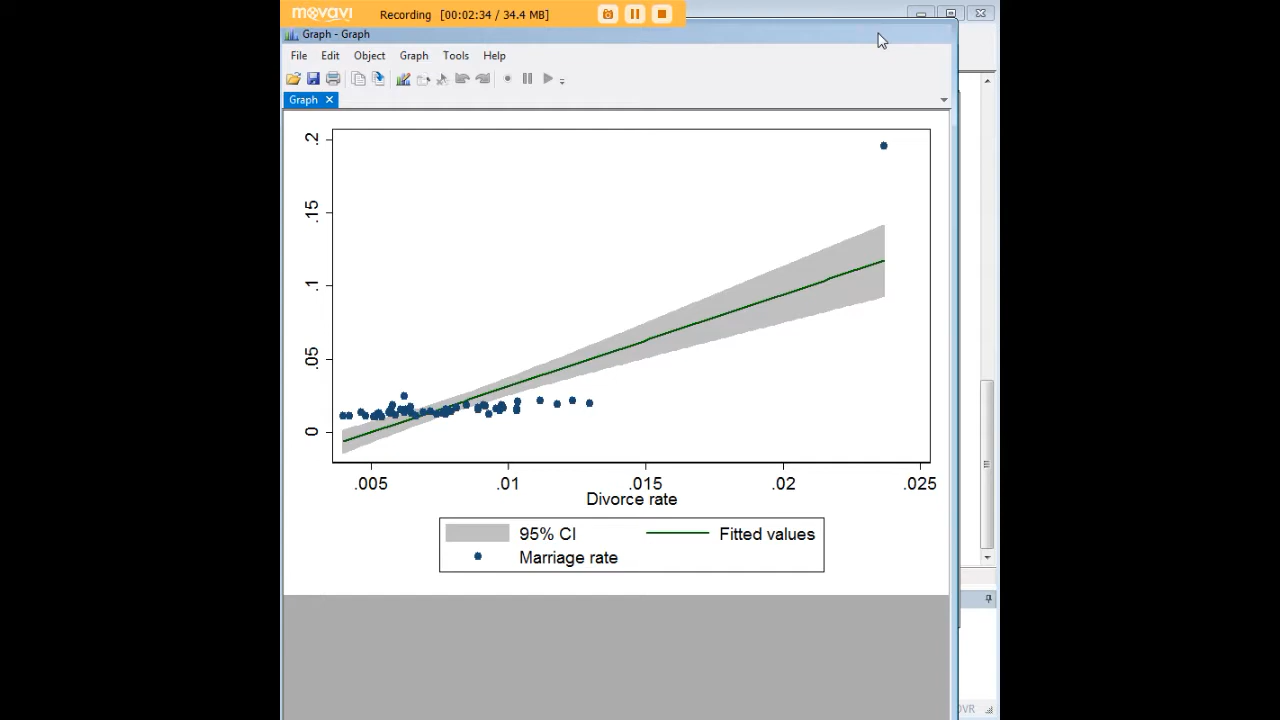 movavi Recording [00:02:34 / 34.4 MB]
Graph - Graph
File Edit Object Graph Tools Help
Graph
.2
.15
.1
.05
0
.005 .01 .015 .02 .025
Divorce rate
95% CI Fitted values
Marriage rate
OVR